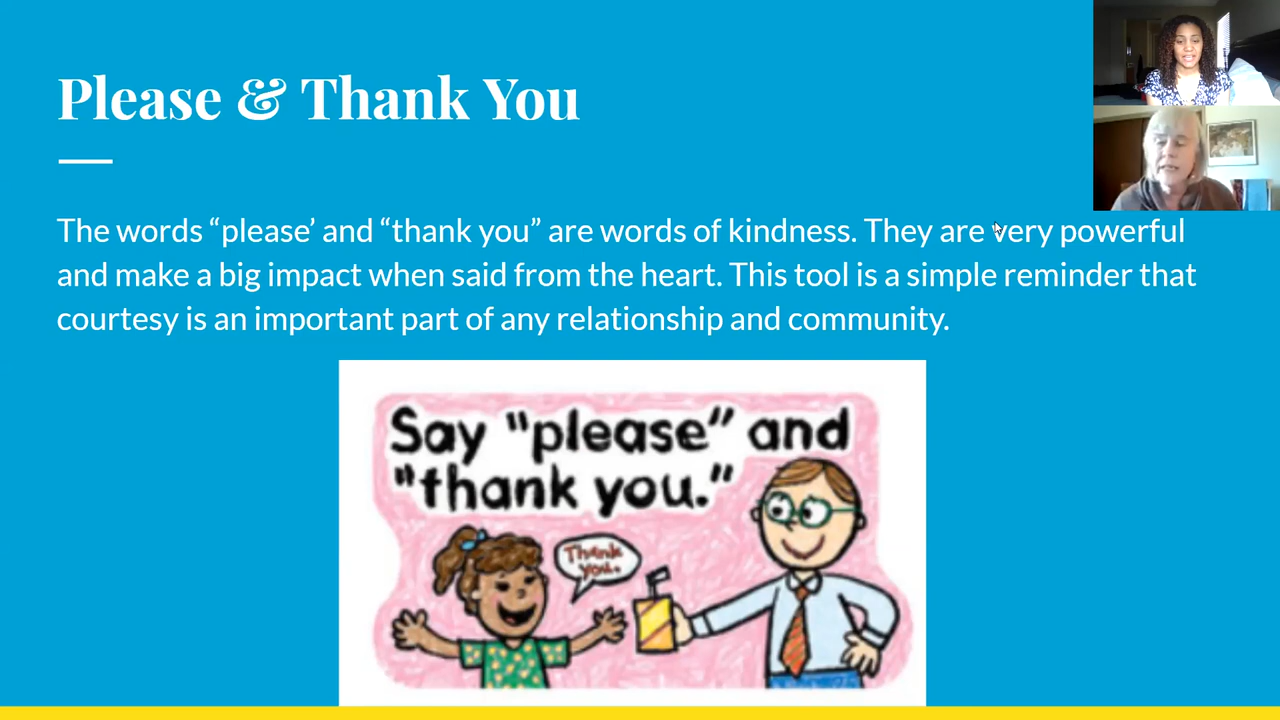 Please & Thank You
The words “please’ and “thank you” are words of kindness. They are very powerful
and make a big impact when said from the heart. This tool is a simple reminder that
courtesy is an important part of any relationship and community.
Say "please" and
"thank you."
Thank
you.